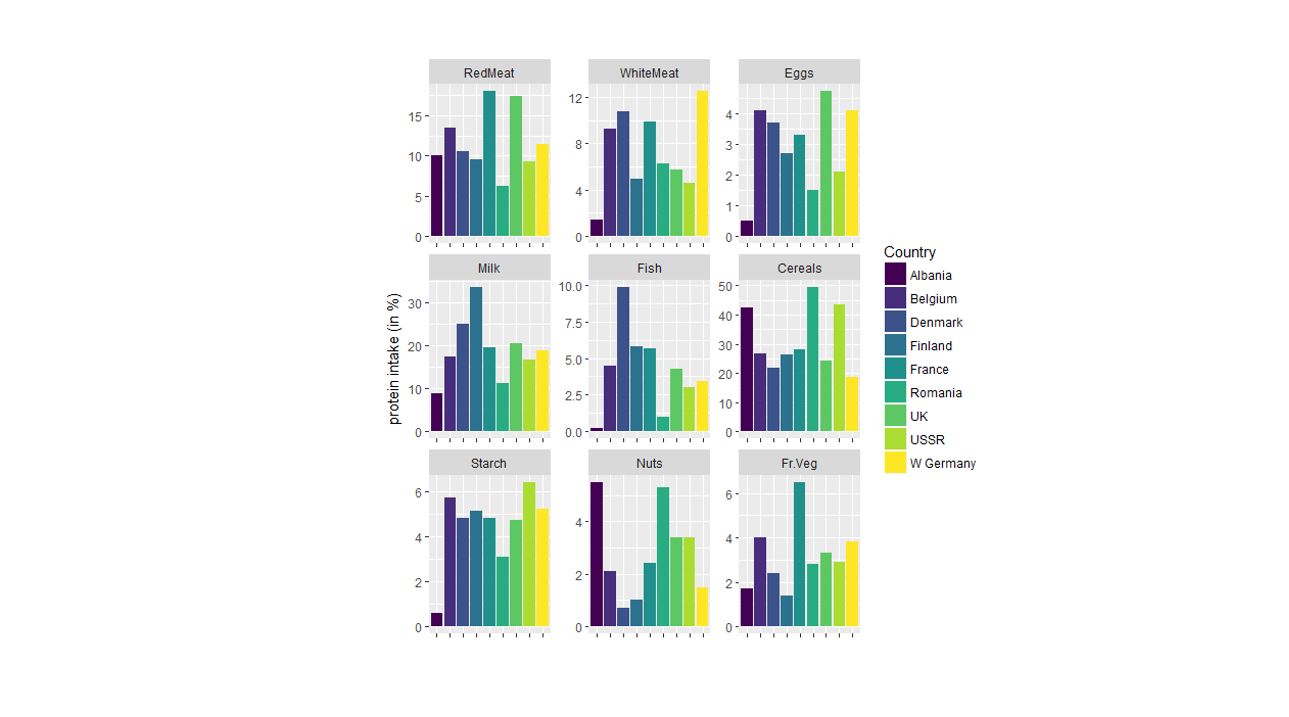 RedMeat
WhiteMeat
Eggs
15
10
5
0
12
8
4
0
4
3
2
1
0
Milk
Fish
Cereals
protein intake (in %)
30
20
10
0
10.0
7.5
5.0
2.5
0.0
50
40
30
20
10
0
Starch
Nuts
Fr.Veg
6
4
2
0
4
2
0
6
4
2
0
Country
Albania
Belgium
Denmark
Finland
France
Romania
UK
USSR
W Germany